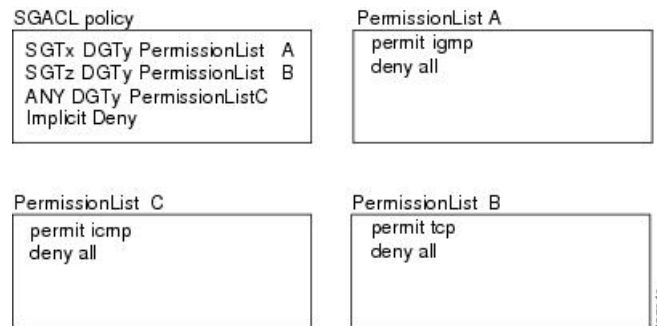 SGACL policy
SGTx DGTy PermissionList A
SGTz DGTy PermissionList B
ANY DGTy PermissionListC
Implicit Deny
PermissionList A
permit igmp
deny all
PermissionList C
permit icmp
deny all
PermissionList B
permit tcp
deny all